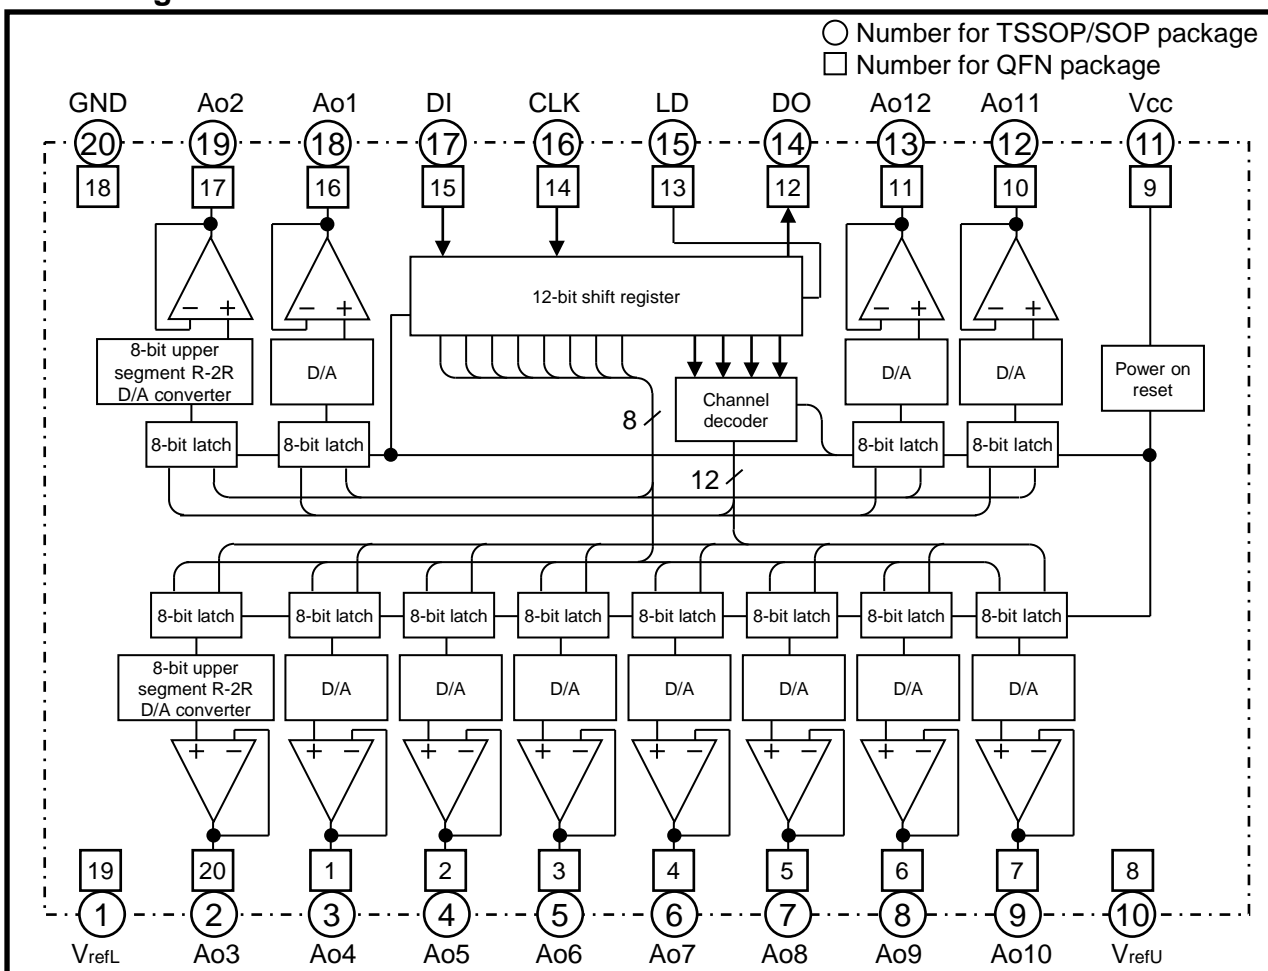 Number for TSSOP/SOP package
Number for QFN package
GND Ao2 Ao1 DI CLK LD DO Ao12 Ao11 Vcc
20 19 18 17 16 15 14 13 12 11
18 17 16 15 14 13 12 11 10 9
− + − + − + − +
12-bit shift register
8-bit upper
segment R-2R
D/A converter
D/A
D/A
D/A
Power on
reset
Channel
decoder
8
8-bit latch 8-bit latch 8-bit latch 8-bit latch
12
8-bit latch 8-bit latch 8-bit latch 8-bit latch 8-bit latch 8-bit latch 8-bit latch 8-bit latch
8-bit upper
segment R-2R
D/A converter
D/A D/A D/A D/A D/A D/A D/A
+ − + − + − + − + − + − + − + −
19 20 1 2 3 4 5 6 7 8
1 2 3 4 5 6 7 8 9 10
VrefL Ao3 Ao4 Ao5 Ao6 Ao7 Ao8 Ao9 Ao10 VrefU